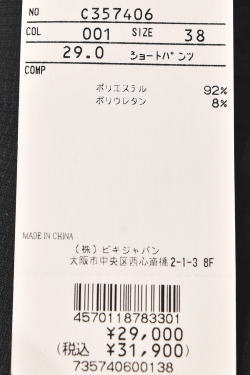 NO C357406
COL 001 SIZE 38
29.0 ショートパンツ
COMP
ポリエステル 92%
ポリウレタン 8%
MADE IN CHINA
(株)ピキジャパン
大阪市中央区西心斎橋2-1-3 8F
4570118783301
¥29,000
(税込 ¥31,900)
735740600138